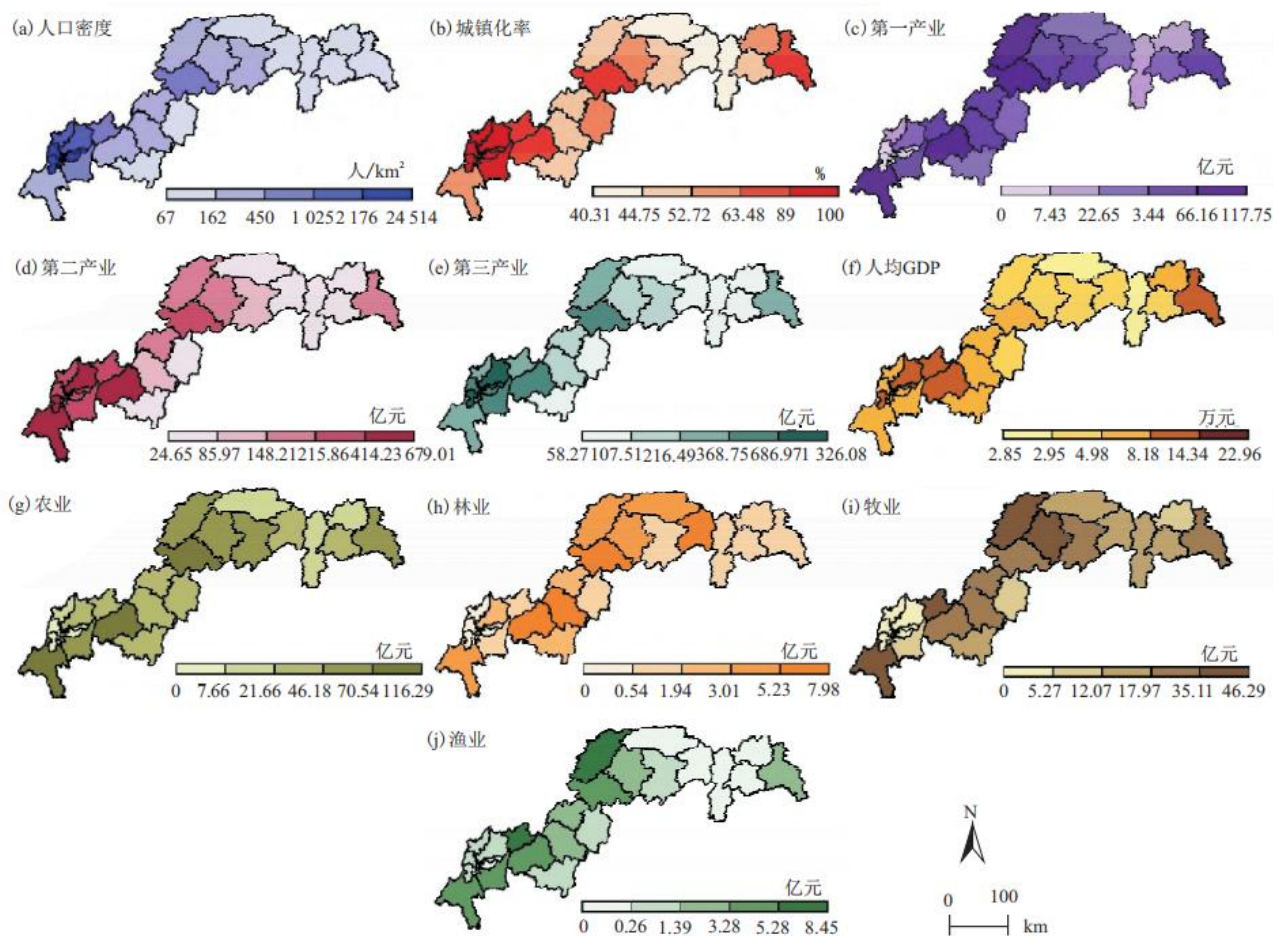 (a)人口密度
人/km²
67 162 450 1 0252 176 24 514
(b)城镇化率
%
40.31 44.75 52.72 63.48 89 100
(c)第一产业
亿元
0 7.43 22.65 3.44 66.16 117.75
(d)第二产业
亿元
24.65 85.97 148.21215.86414.23 679.01
(e)第三产业
亿元
58.27107.51216.49368.75686.971 326.08
(f)人均GDP
万元
2.85 2.95 4.98 8.18 14.34 22.96
(g)农业
亿元
0 7.66 21.66 46.18 70.54 116.29
(h)林业
亿元
0 0.54 1.94 3.01 5.23 7.98
(i)牧业
亿元
0 5.27 12.07 17.97 35.11 46.29
(j)渔业
亿元
0 0.26 1.39 3.28 5.28 8.45
N
0 100
km